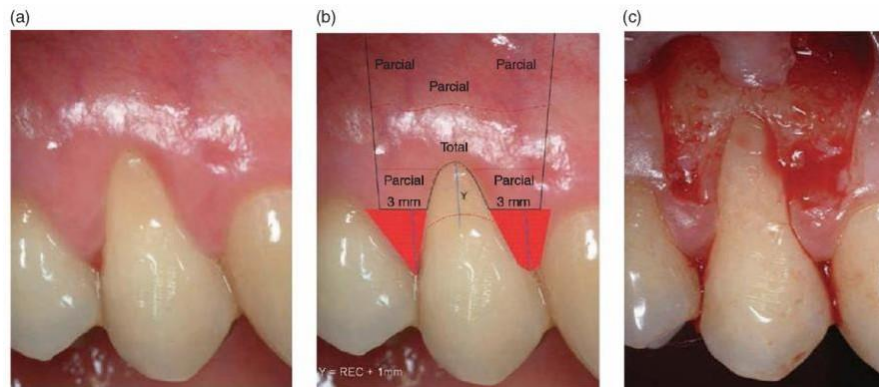 (a)
(b)
(c)
Parcial
Parcial
Parcial
Total
Parcial
Parcial
3 mm
Y
3 mm
Y = REC + 1mm